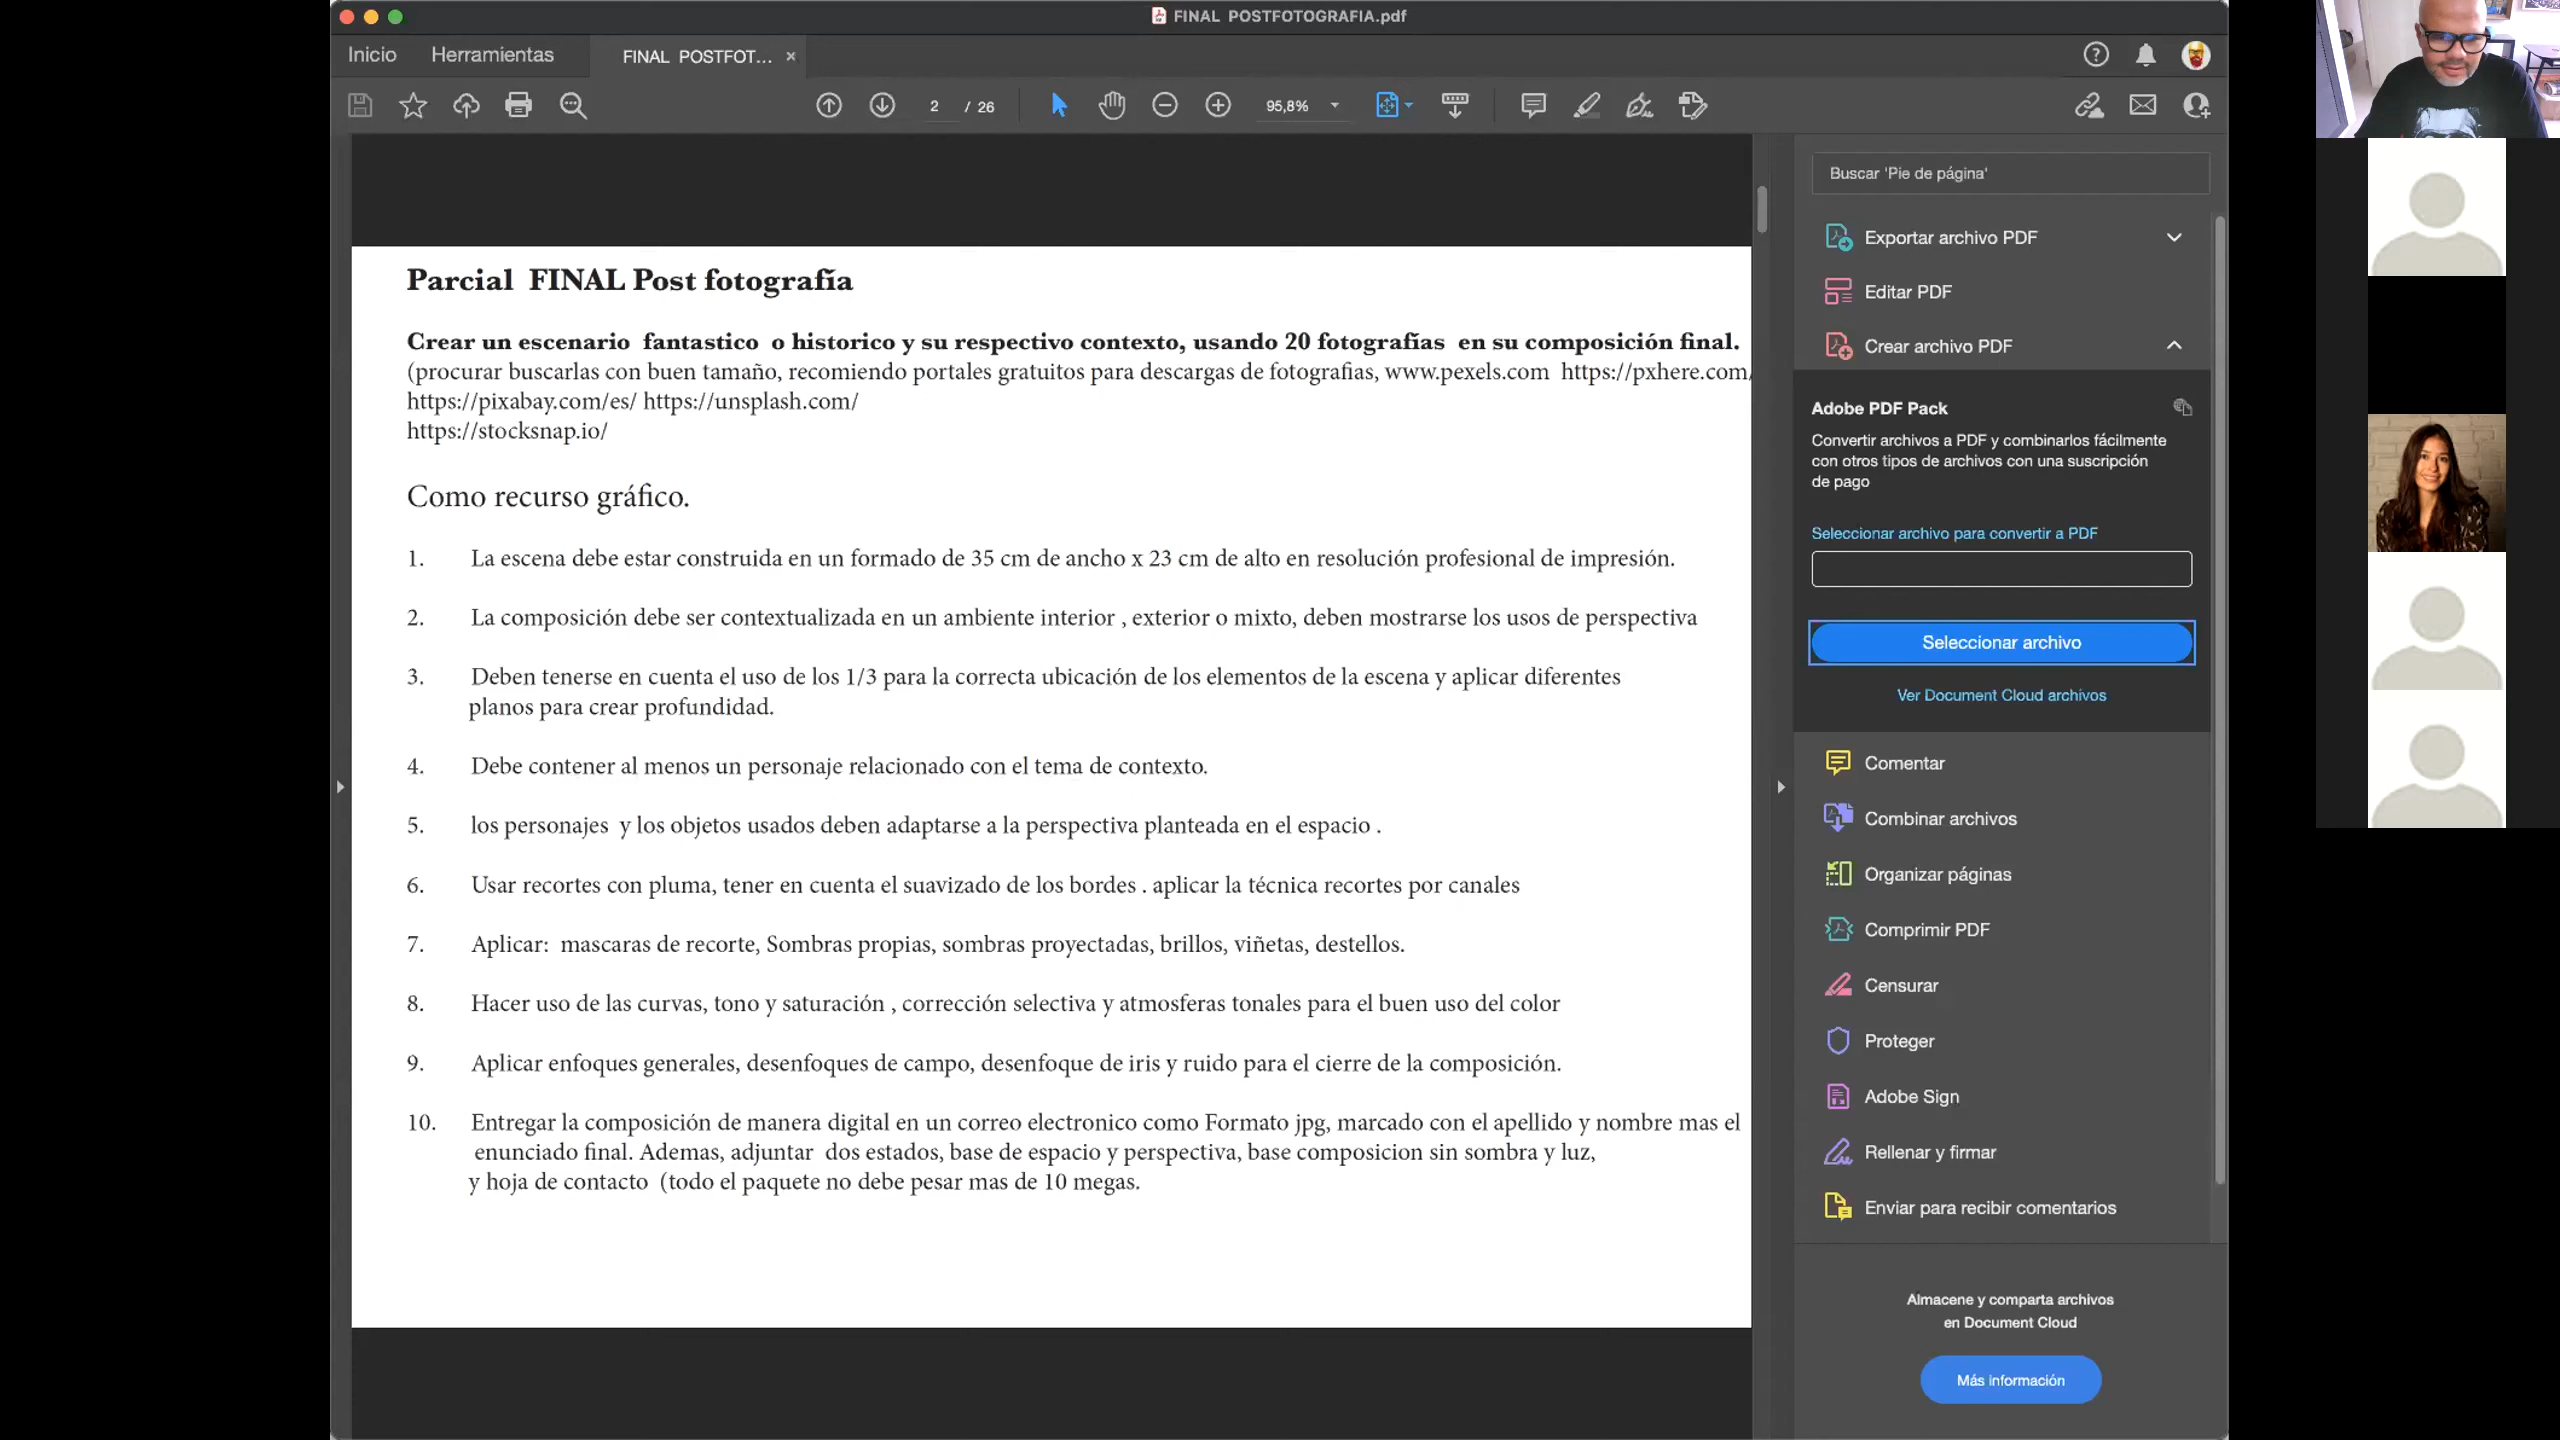 FINAL  POSTFOTOGRAFIA.pdf
Inicio Herramientas FINAL  POSTFOT... ×
2 / 26 95,8%
Parcial  FINAL Post fotografía
Crear un escenario  fantastico  o historico y su respectivo contexto, usando 20 fotografías  en su composición final.
(procurar buscarlas con buen tamaño, recomiendo portales gratuitos para descargas de fotografias, www.pexels.com  https://pxhere.com/
https://pixabay.com/es/ https://unsplash.com/
https://stocksnap.io/
Como recurso gráfico.
1. La escena debe estar construida en un formado de 35 cm de ancho x 23 cm de alto en resolución profesional de impresión.
2. La composición debe ser contextualizada en un ambiente interior , exterior o mixto, deben mostrarse los usos de perspectiva
3. Deben tenerse en cuenta el uso de los 1/3 para la correcta ubicación de los elementos de la escena y aplicar diferentes
planos para crear profundidad.
4. Debe contener al menos un personaje relacionado con el tema de contexto.
5. los personajes  y los objetos usados deben adaptarse a la perspectiva planteada en el espacio .
6. Usar recortes con pluma, tener en cuenta el suavizado de los bordes . aplicar la técnica recortes por canales
7. Aplicar:  mascaras de recorte, Sombras propias, sombras proyectadas, brillos, viñetas, destellos.
8. Hacer uso de las curvas, tono y saturación , corrección selectiva y atmosferas tonales para el buen uso del color
9. Aplicar enfoques generales, desenfoques de campo, desenfoque de iris y ruido para el cierre de la composición.
10. Entregar la composición de manera digital en un correo electronico como Formato jpg, marcado con el apellido y nombre mas el
enunciado final. Ademas, adjuntar  dos estados, base de espacio y perspectiva, base composicion sin sombra y luz,
y hoja de contacto  (todo el paquete no debe pesar mas de 10 megas.
Buscar 'Pie de página'
Exportar archivo PDF
Editar PDF
Crear archivo PDF
Adobe PDF Pack
Convertir archivos a PDF y combinarlos fácilmente
con otros tipos de archivos con una suscripción
de pago
Seleccionar archivo para convertir a PDF
Seleccionar archivo
Ver Document Cloud archivos
Comentar
Combinar archivos
Organizar páginas
Comprimir PDF
Censurar
Proteger
Adobe Sign
Rellenar y firmar
Enviar para recibir comentarios
Almacene y comparta archivos
en Document Cloud
Más información